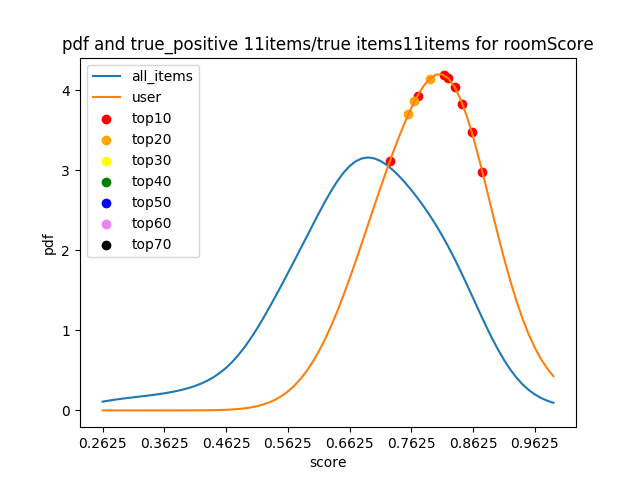 pdf and true_positive 11items/true items11items for roomScore
all_items
user
top10
top20
top30
top40
top50
top60
top70
pdf
4
3
2
1
0
0.2625 0.3625 0.4625 0.5625 0.6625 0.7625 0.8625 0.9625
score